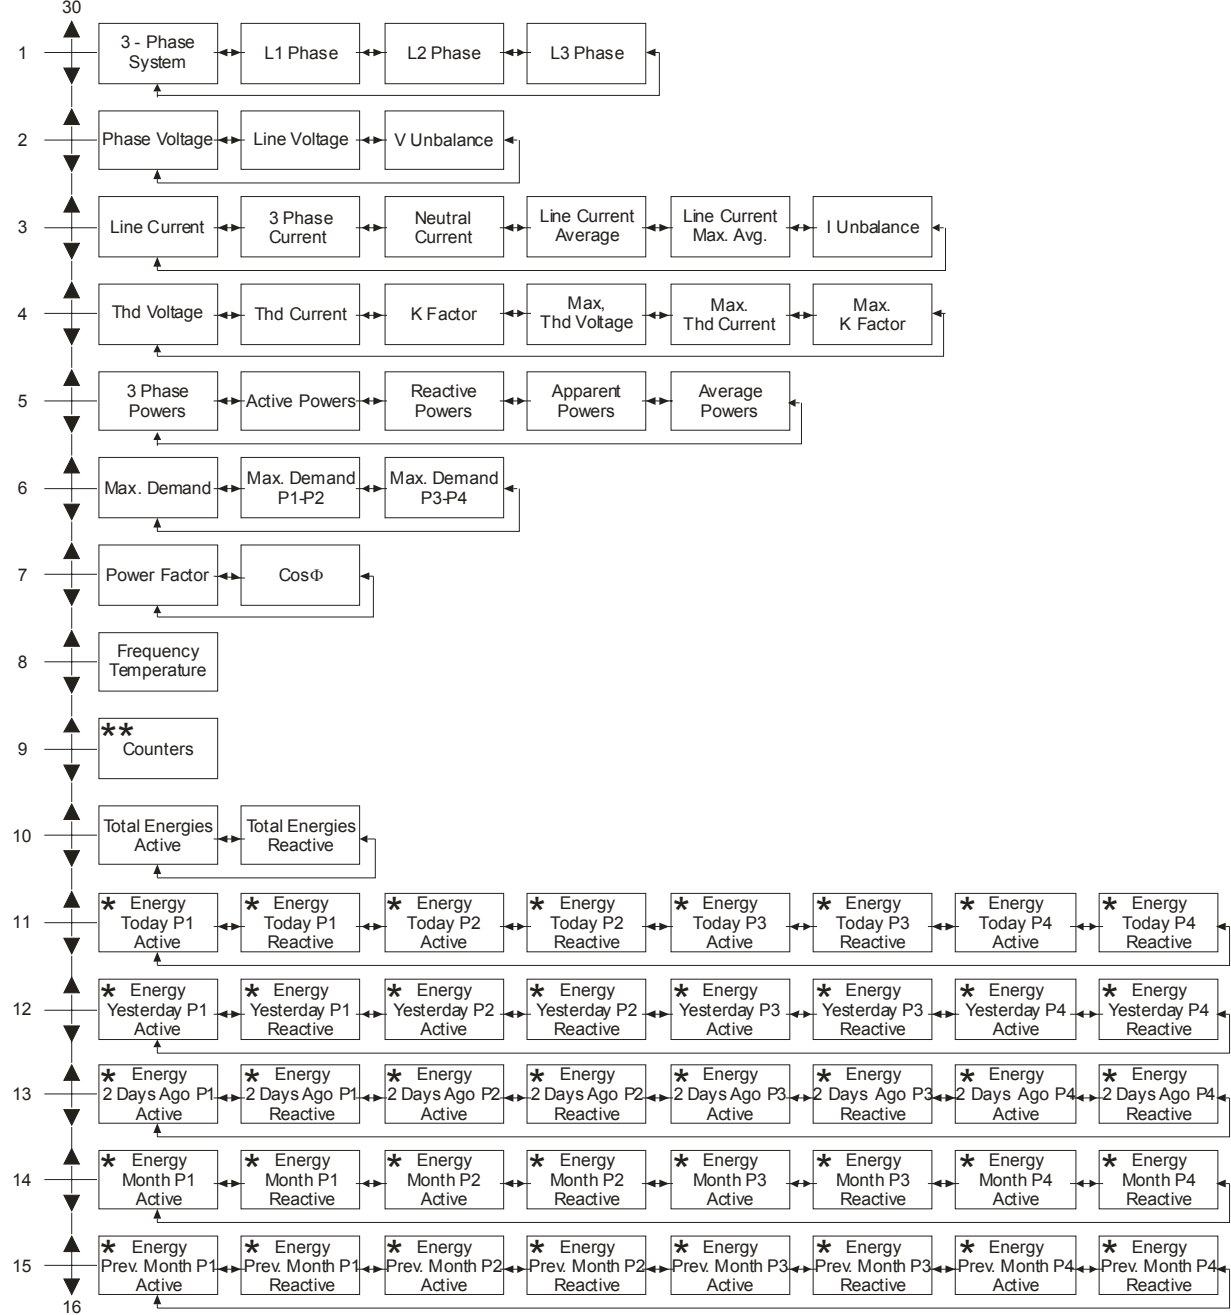 30
1
3 - Phase
System
L1 Phase
L2 Phase
L3 Phase
2
Phase Voltage
Line Voltage
V Unbalance
3
Line Current
3 Phase
Current
Neutral
Current
Line Current
Average
Line Current
Max. Avg.
I Unbalance
4
Thd Voltage
Thd Current
K Factor
Max,
Thd Voltage
Max.
Thd Current
Max.
K Factor
5
3 Phase
Powers
Active Powers
Reactive
Powers
Apparent
Powers
Average
Powers
6
Max. Demand
Max. Demand
P1-P2
Max. Demand
P3-P4
7
Power Factor
CosΦ
8
Frequency
Temperature
9
**
Counters
10
Total Energies
Active
Total Energies
Reactive
11
* Energy
Today P1
Active
* Energy
Today P1
Reactive
* Energy
Today P2
Active
* Energy
Today P2
Reactive
* Energy
Today P3
Active
* Energy
Today P3
Reactive
* Energy
Today P4
Active
* Energy
Today P4
Reactive
12
* Energy
Yesterday P1
Active
* Energy
Yesterday P1
Reactive
* Energy
Yesterday P2
Active
* Energy
Yesterday P2
Reactive
* Energy
Yesterday P3
Active
* Energy
Yesterday P3
Reactive
* Energy
Yesterday P4
Active
* Energy
Yesterday P4
Reactive
13
* Energy
2 Days Ago P1
Active
* Energy
2 Days Ago P1
Reactive
* Energy
2 Days Ago P2
Active
* Energy
2 Days Ago P2
Reactive
* Energy
2 Days Ago P3
Active
* Energy
2 Days Ago P3
Reactive
* Energy
2 Days Ago P4
Active
* Energy
2 Days Ago P4
Reactive
14
* Energy
Month P1
Active
* Energy
Month P1
Reactive
* Energy
Month P2
Active
* Energy
Month P2
Reactive
* Energy
Month P3
Active
* Energy
Month P3
Reactive
* Energy
Month P4
Active
* Energy
Month P4
Reactive
15
* Energy
Prev. Month P1
Active
* Energy
Prev. Month P1
Reactive
* Energy
Prev. Month P2
Active
* Energy
Prev. Month P2
Reactive
* Energy
Prev. Month P3
Active
* Energy
Prev. Month P3
Reactive
* Energy
Prev. Month P4
Active
* Energy
Prev. Month P4
Reactive
16